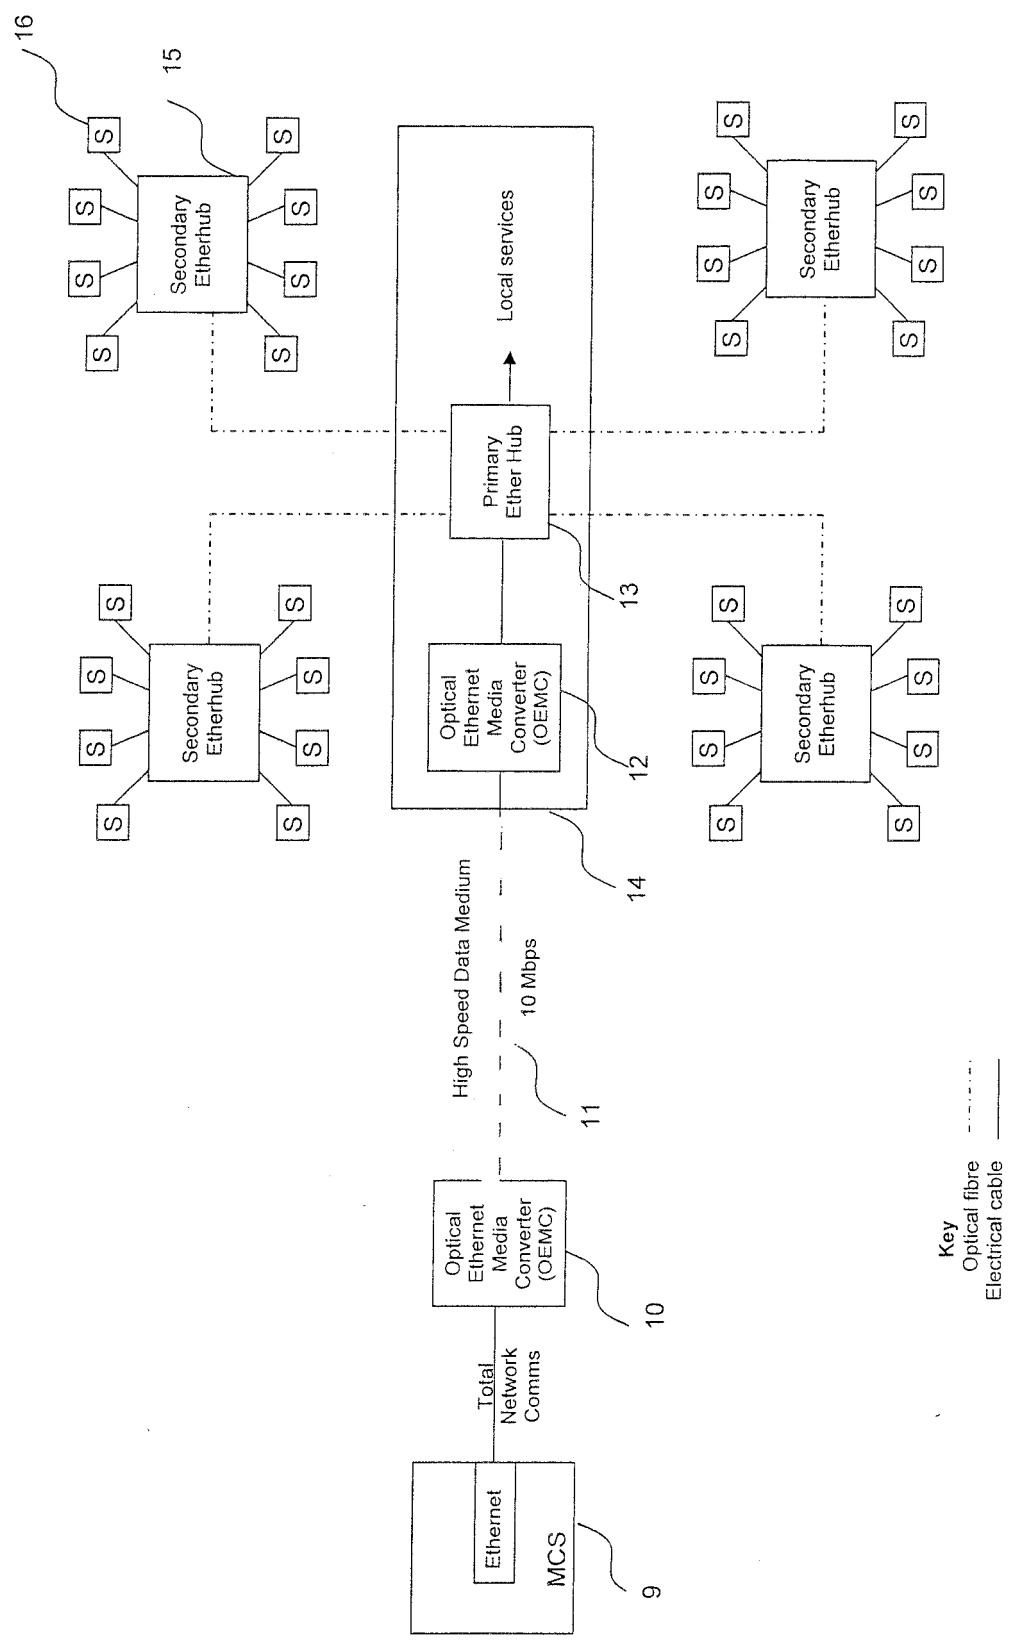 16
15
S
S
S
S
Secondary
Etherhub
S
S
S
S
S
S
S
S
Secondary
Etherhub
S
S
S
S
Ethernet
MCS
9
Total
Network
Comms
Optical
Ethernet
Media
Converter
(OEMC)
10
High Speed Data Medium
10 Mbps
11
14
Optical
Ethernet
Media
Converter
(OEMC)
12
Primary
Ether Hub
13
Local services
S
S
S
S
Secondary
Etherhub
S
S
S
S
S
S
S
S
Secondary
Etherhub
S
S
S
S
Key
Optical fibre
Electrical cable